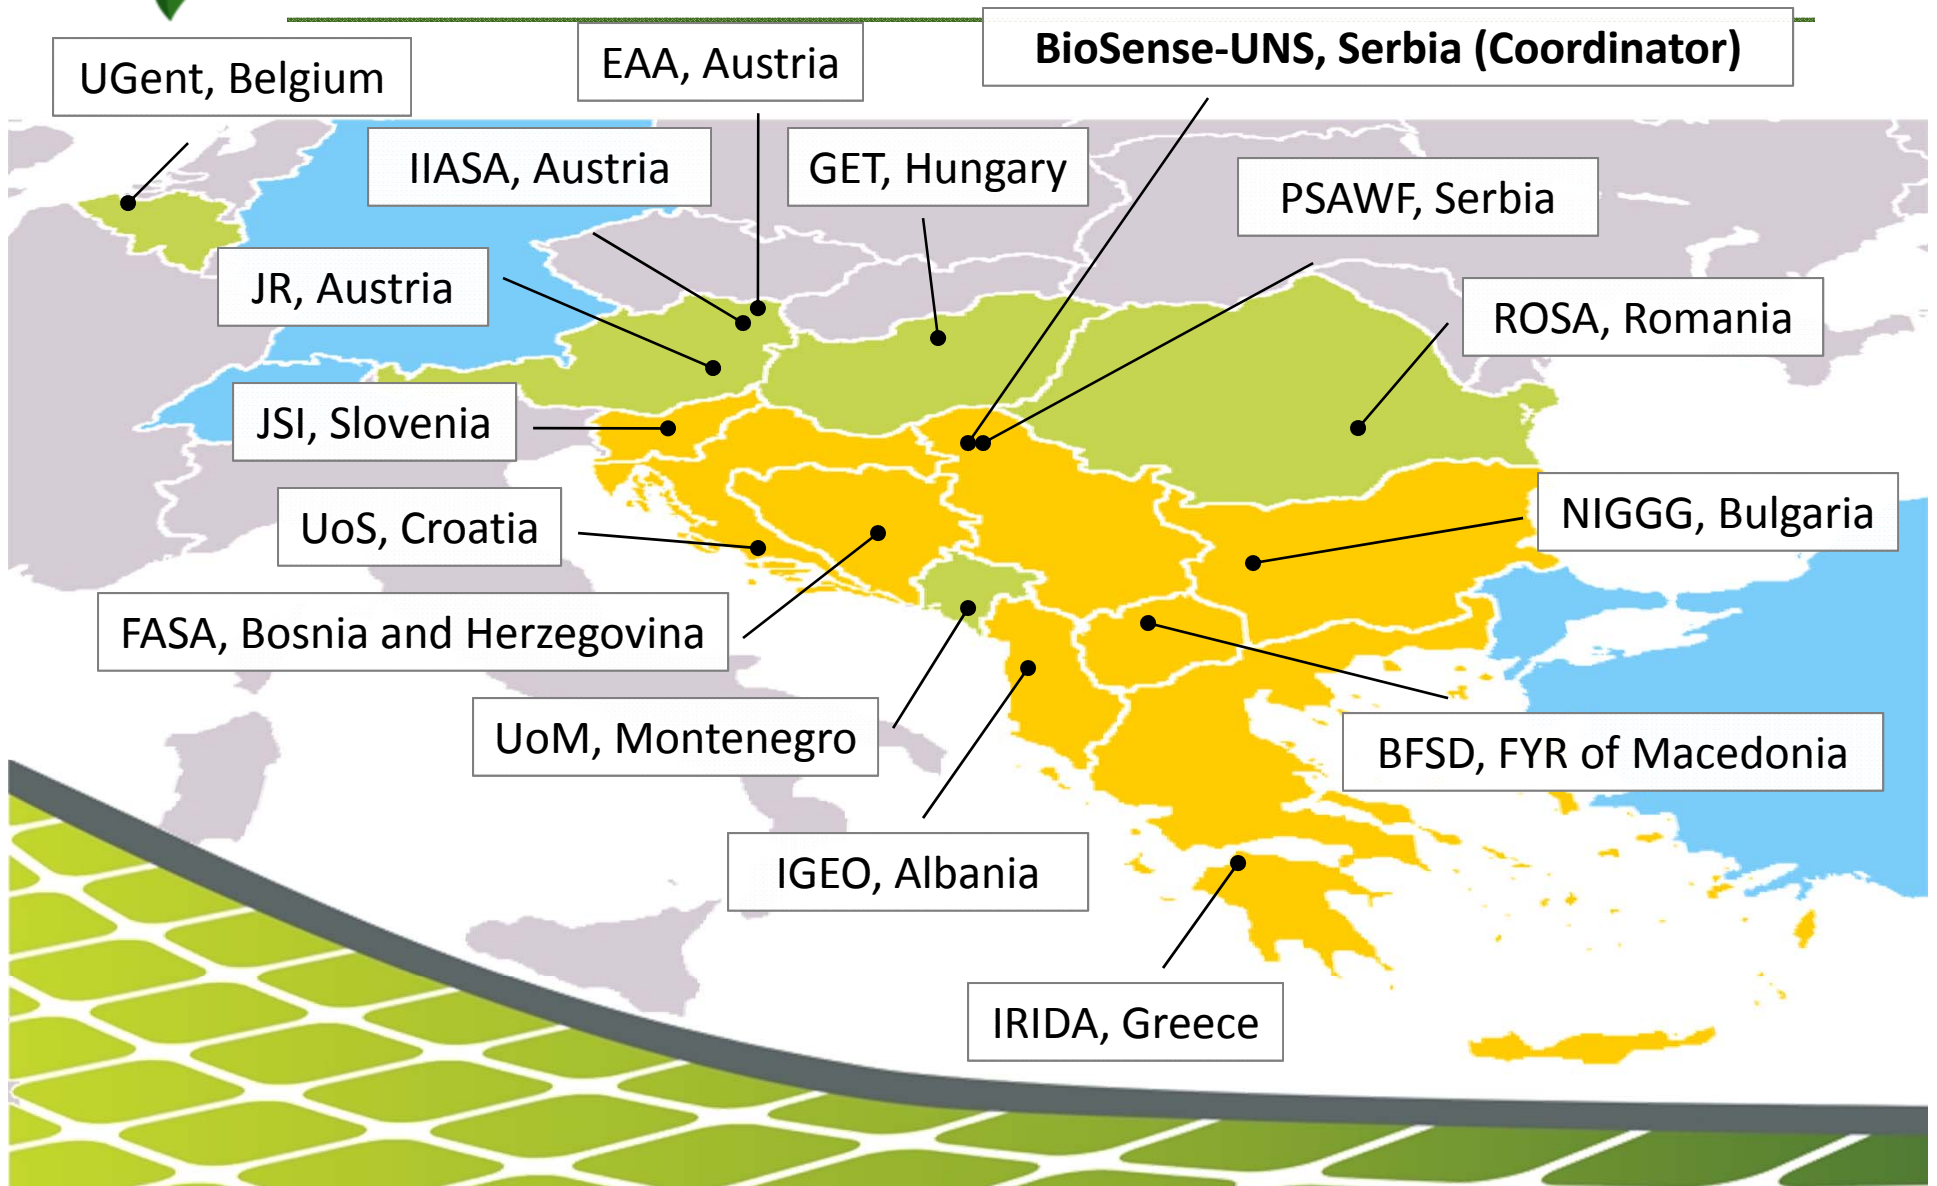 BioSense-UNS, Serbia (Coordinator)
EAA, Austria
UGent, Belgium
IIASA, Austria
GET, Hungary
PSAWF, Serbia
JR, Austria
ROSA, Romania
JSI, Slovenia
UoS, Croatia
NIGGG, Bulgaria
FASA, Bosnia and Herzegovina
UoM, Montenegro
BFSD, FYR of Macedonia
IGEO, Albania
IRIDA, Greece